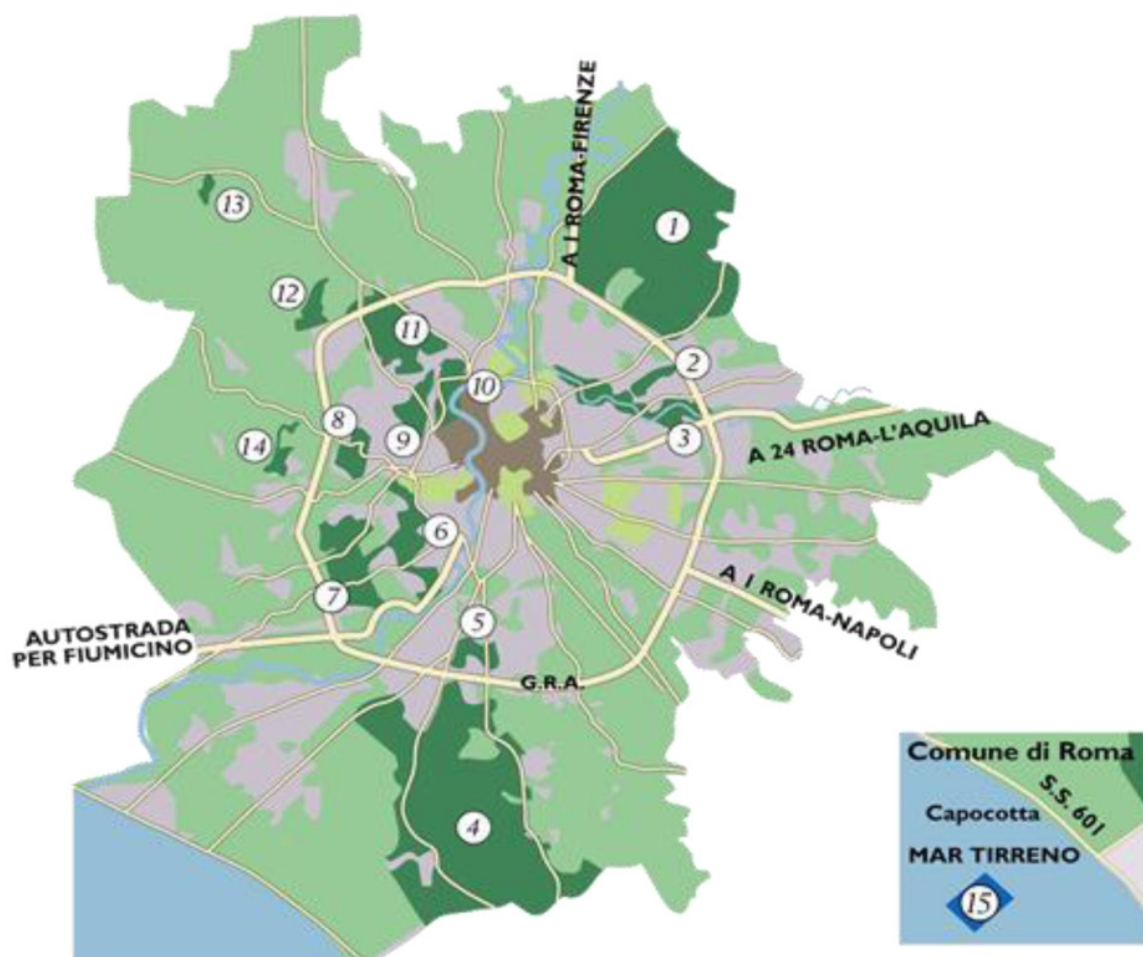 A 1 ROMA-FIRENZE
1
13
12
11
2
10
8
9
14
3
A 24 ROMA-L'AQUILA
6
7
A 1 ROMA-NAPOLI
5
AUTOSTRADA
PER FIUMICINO
G.R.A.
4
Comune di Roma
S.S. 601
Capocotta
MAR TIRRENO
15